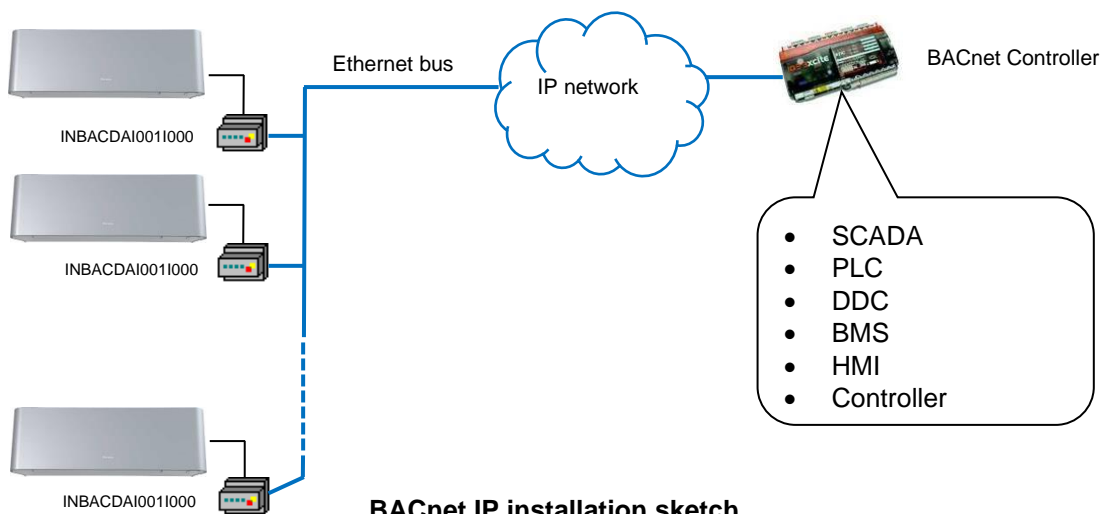 Ethernet bus
IP network
BACnet Controller
INBACDAI001I000
INBACDAI001I000
• SCADA
• PLC
• DDC
• BMS
• HMI
• Controller
INBACDAI001I000
BACnet IP installation sketch